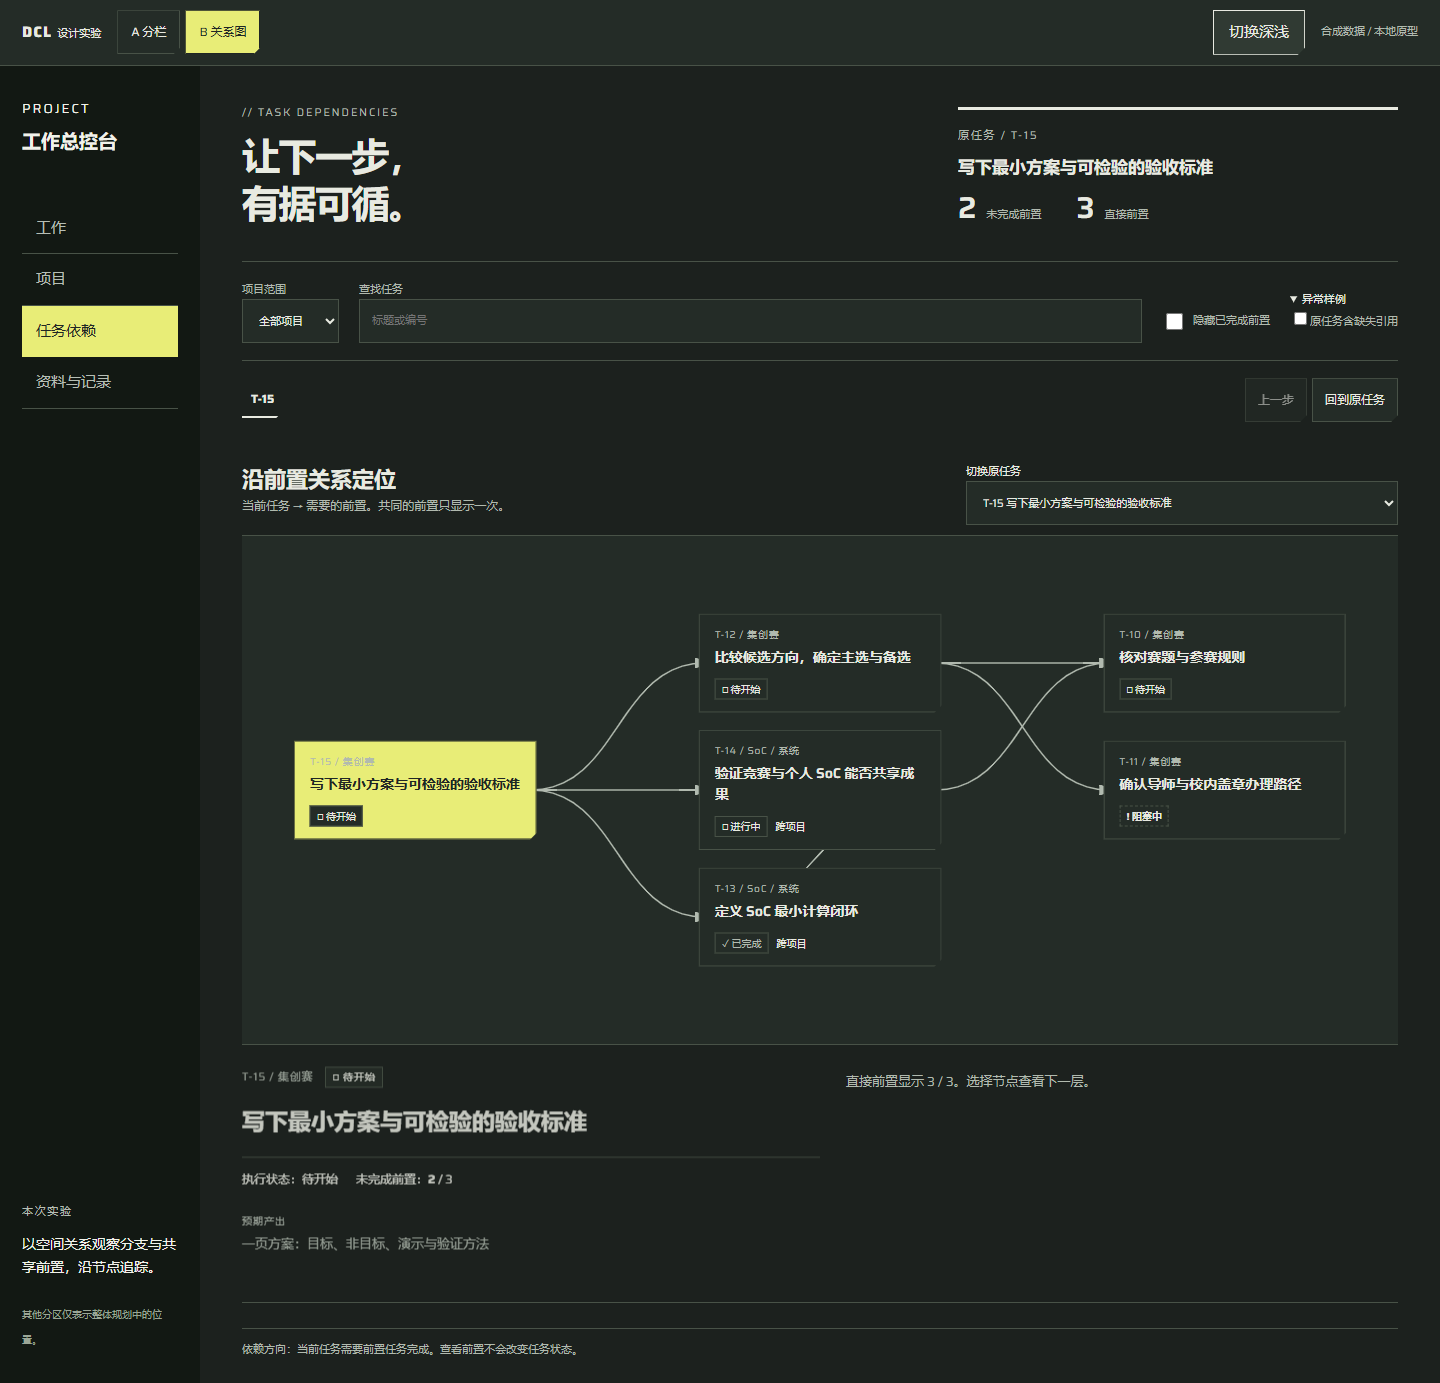 DCL 设计实验
A 分栏
B 关系图
切换深浅
合成数据 / 本地原型
PROJECT
工作总控台
工作
项目
任务依赖
资料与记录
本次实验
以空间关系观察分支与共
享前置，沿节点追踪。
其他分区仅表示整体规划中的位
置。
// TASK DEPENDENCIES
让下一步，
有据可循。
原任务 / T-15
写下最小方案与可检验的验收标准
2 未完成前置
3 直接前置
项目范围
全部项目
查找任务
标题或编号
隐藏已完成前置
▼ 异常样例
原任务含缺失引用
T-15
上一步
回到原任务
沿前置关系定位
当前任务 → 需要的前置。共同的前置只显示一次。
切换原任务
T-15 写下最小方案与可检验的验收标准
T-15 / 集创赛
写下最小方案与可检验的验收标准
待开始
T-12 / 集创赛
比较候选方向，确定主选与备选
待开始
T-14 / SoC / 系统
验证竞赛与个人 SoC 能否共享成
果
进行中 跨项目
T-13 / SoC / 系统
定义 SoC 最小计算闭环
✓ 已完成 跨项目
T-10 / 集创赛
核对赛题与参赛规则
待开始
T-11 / 集创赛
确认导师与校内盖章办理路径
! 阻塞中
T-15 / 集创赛 待开始
写下最小方案与可检验的验收标准
执行状态：待开始 未完成前置：2 / 3
预期产出
一页方案：目标、非目标、演示与验证方法
直接前置显示 3 / 3。选择节点查看下一层。
依赖方向：当前任务需要前置任务完成。查看前置不会改变任务状态。